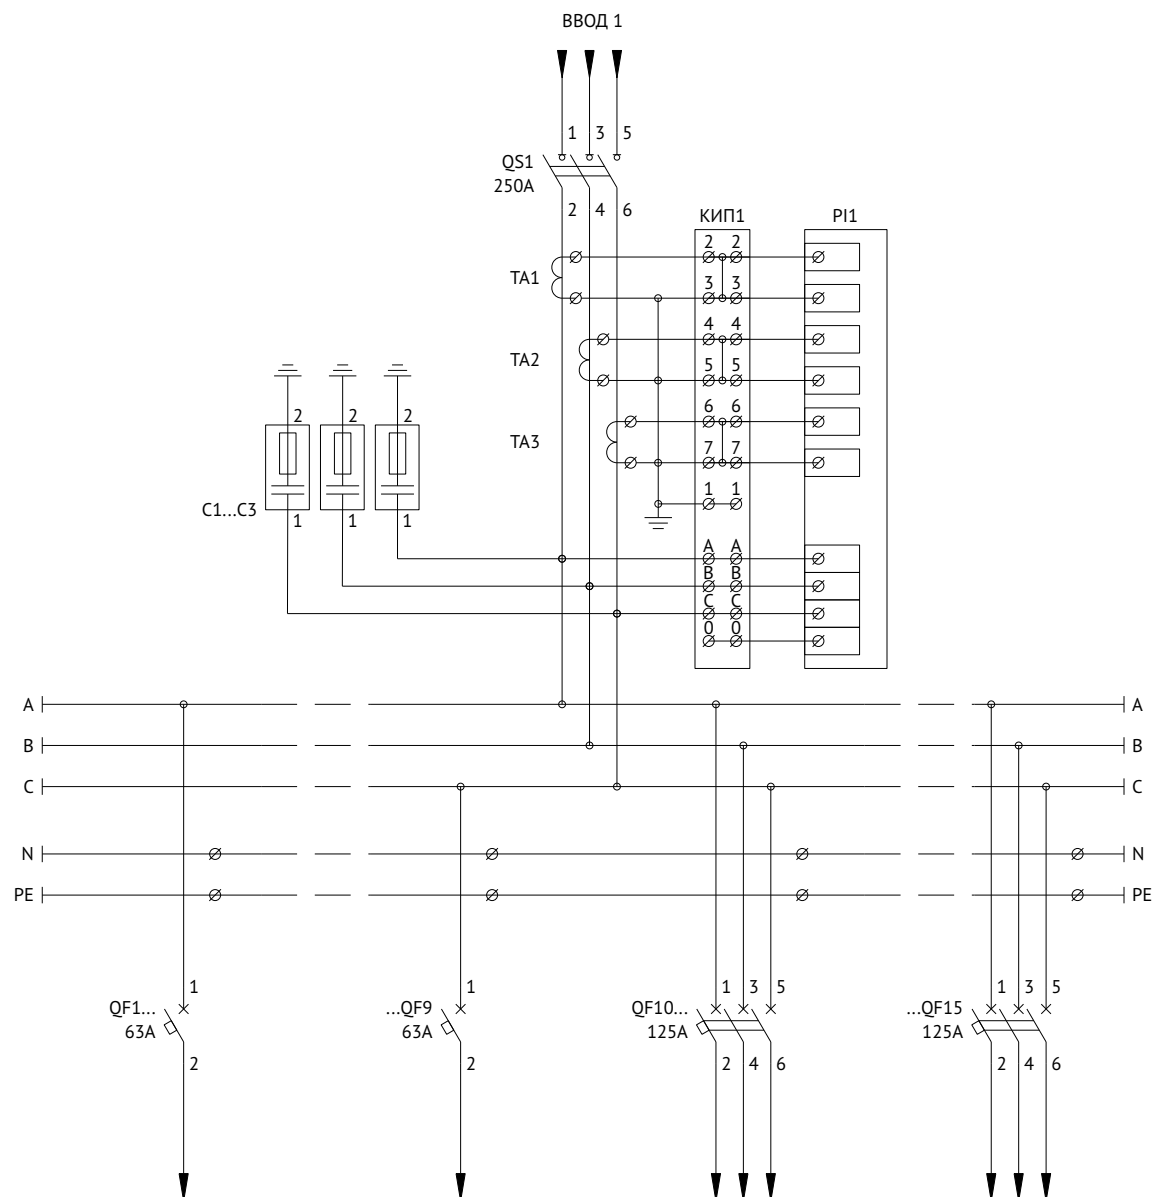 ВВОД 1
1 3 5
QS1
250A
2 4 6
КИП1 PI1
2 2
TA1
3 3
4 4
TA2
5 5
6 6
2 2 2
TA3
7 7
1 1
C1...C3
1 1 1
A A
B B
C C
0 0
A A
B B
C C
N N
PE PE
1 1 1 3 5 1 3 5
QF1... ...QF9 QF10... ...QF15
63A 63A 125A 125A
2 2 2 4 6 2 4 6